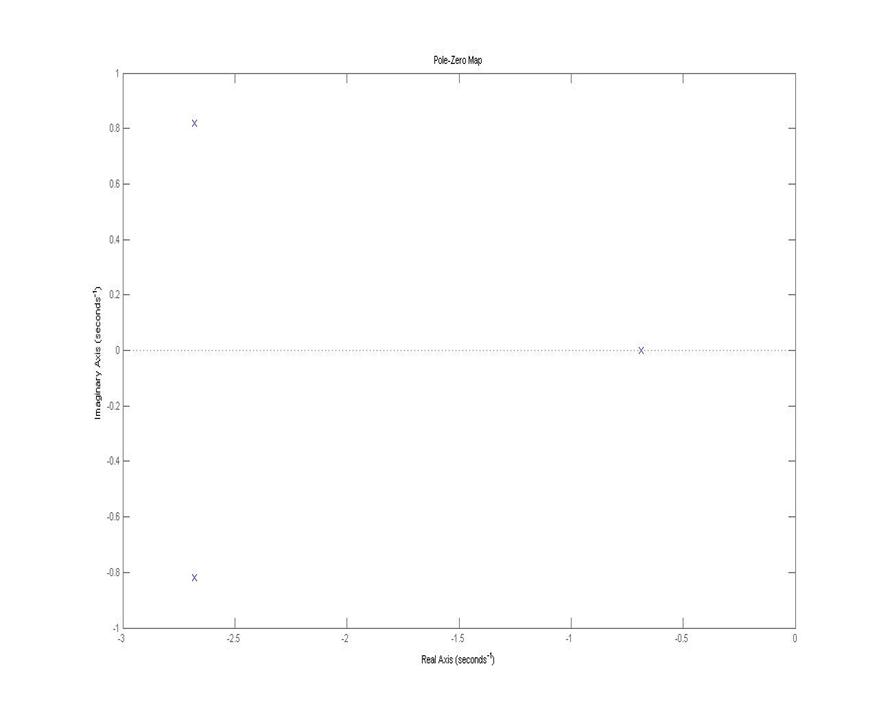 Pole-Zero Map
1
0.8
0.6
0.4
0.2
0
-0.2
-0.4
-0.6
-0.8
-1
Imaginary Axis (seconds⁻¹)
-3 -2.5 -2 -1.5 -1 -0.5 0
Real Axis (seconds⁻¹)